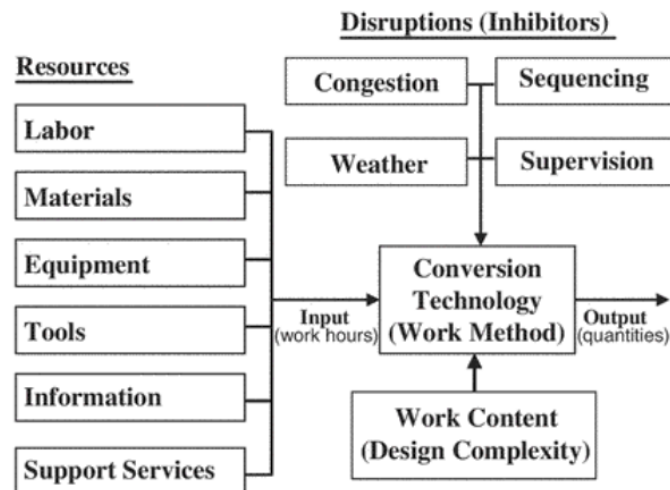 Disruptions (Inhibitors)
Resources
Congestion
Sequencing
Weather
Supervision
Labor
Materials
Equipment
Tools
Information
Support Services
Input
(work hours)
Conversion
Technology
(Work Method)
Output
(quantities)
Work Content
(Design Complexity)